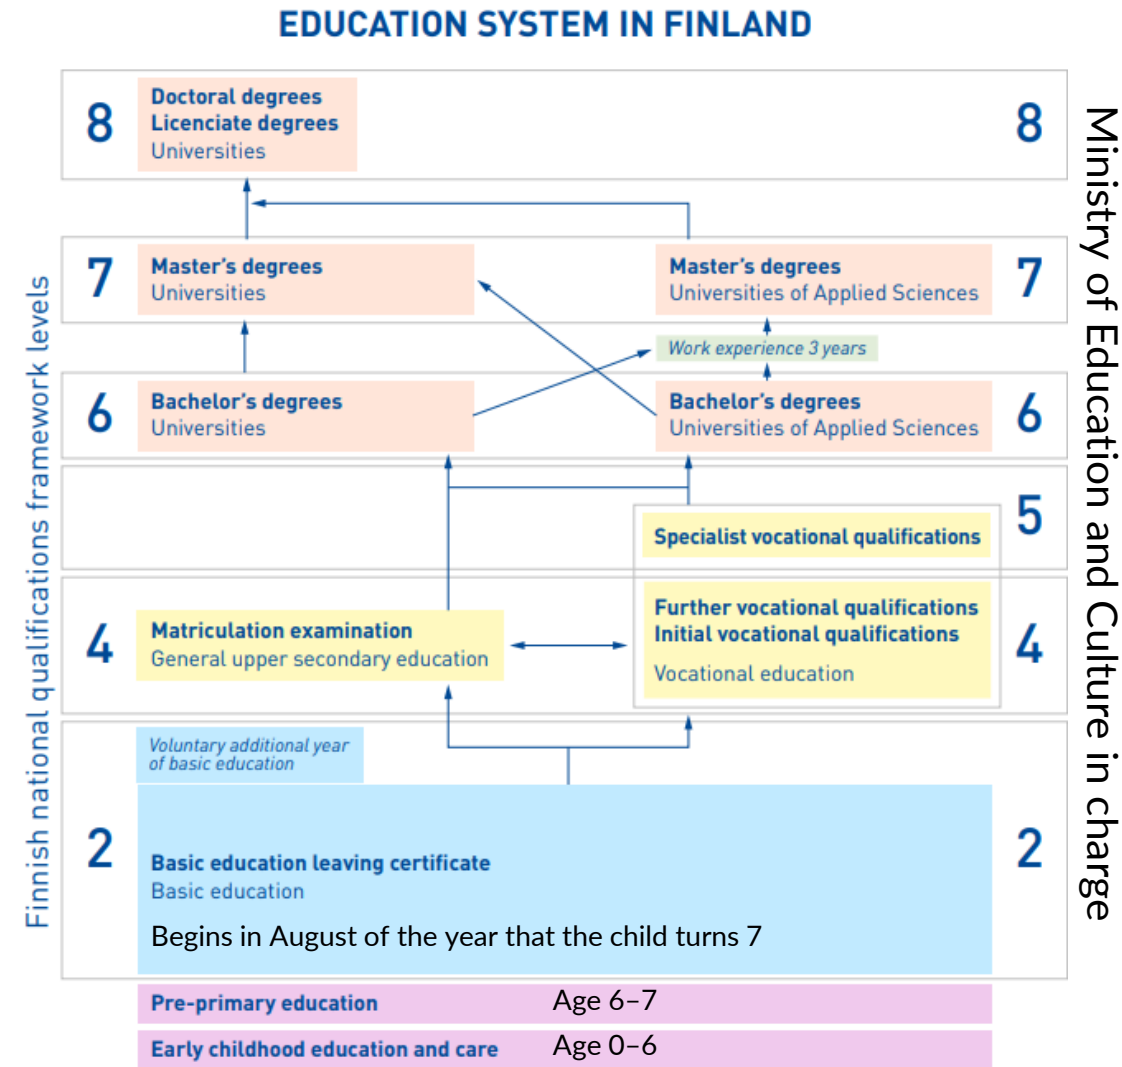 EDUCATION SYSTEM IN FINLAND
8
Doctoral degrees
Licenciate degrees
Universities
8
7
Master's degrees
Universities
Master's degrees
Universities of Applied Sciences
7
Work experience 3 years
6
Bachelor's degrees
Universities
Bachelor's degrees
Universities of Applied Sciences
6
Specialist vocational qualifications
5
4
Matriculation examination
General upper secondary education
Further vocational qualifications
Initial vocational qualifications
Vocational education
4
Voluntary additional year
of basic education
2
Basic education leaving certificate
Basic education
Begins in August of the year that the child turns 7
2
Pre-primary education Age 6–7
Early childhood education and care Age 0–6
Finnish national qualifications framework levels
Ministry of Education and Culture in charge